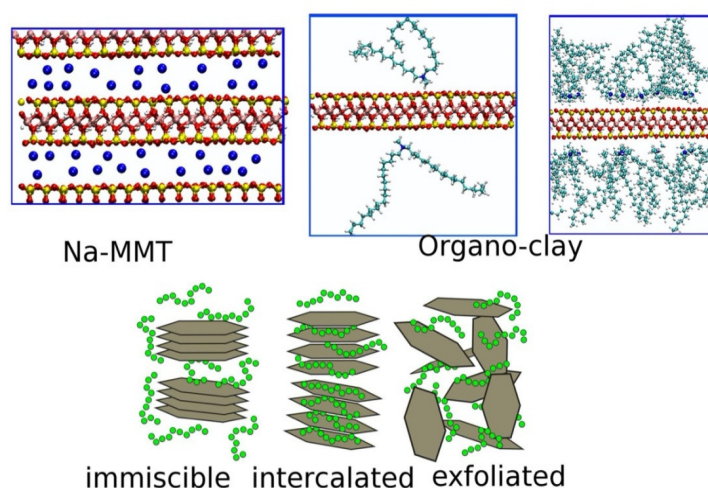 Na-MMT
Organo-clay
immiscible
intercalated
exfoliated